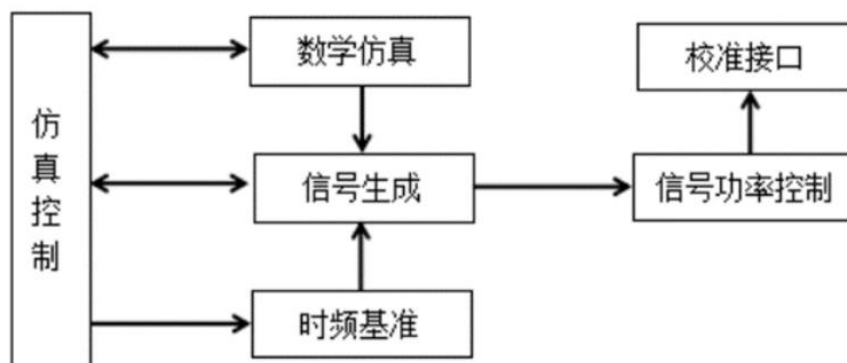 仿真控制
数学仿真
校准接口
信号生成
信号功率控制
时频基准